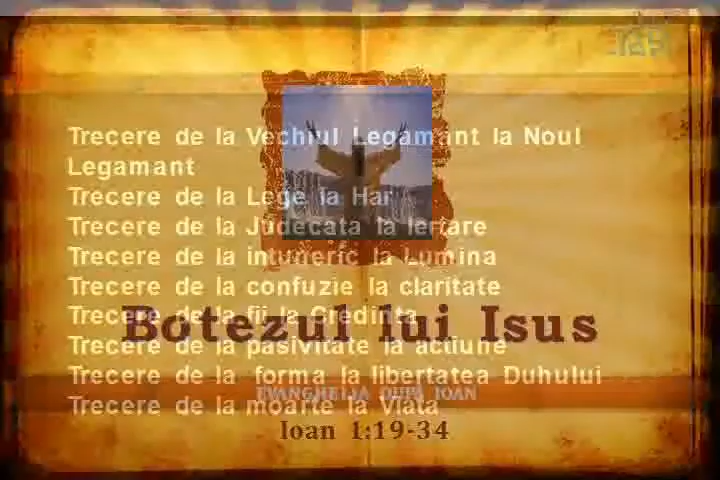 Trecere de la Vechiul Legamant la Noul
Legamant
Trecere de la Lege la Har
Trecere de la Judecata la Iertare
Trecere de la intuneric la Lumina
Trecere de la confuzie la claritate
Trecere de la fii la Credinta
Botezul lui Isus
Trecere de la pasivitate la actiune
Trecere de la forma la libertatea Duhului
EVANGHELIA DUPA IOAN
Trecere de la moarte la Viata
Ioan 1:19-34